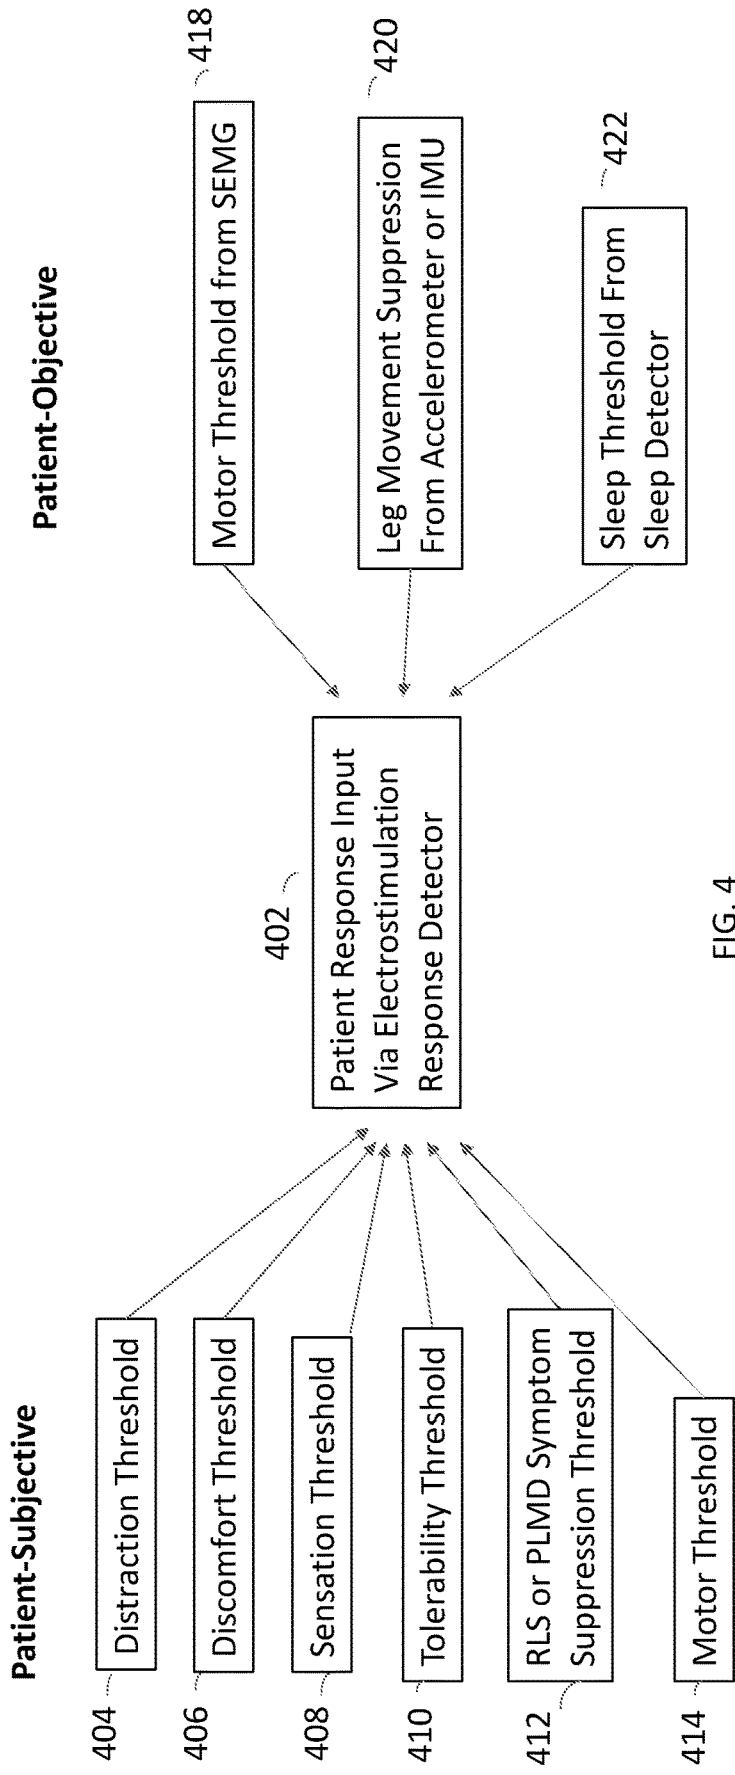 Patient-Subjective
404
Distraction Threshold
406
Discomfort Threshold
408
Sensation Threshold
410
Tolerability Threshold
412
RLS or PLMD Symptom
Suppression Threshold
414
Motor Threshold
402
Patient Response Input
Via Electrostimulation
Response Detector
Patient-Objective
Motor Threshold from SEMG
418
Leg Movement Suppression
From Accelerometer or IMU
420
Sleep Threshold From
Sleep Detector
422
FIG. 4